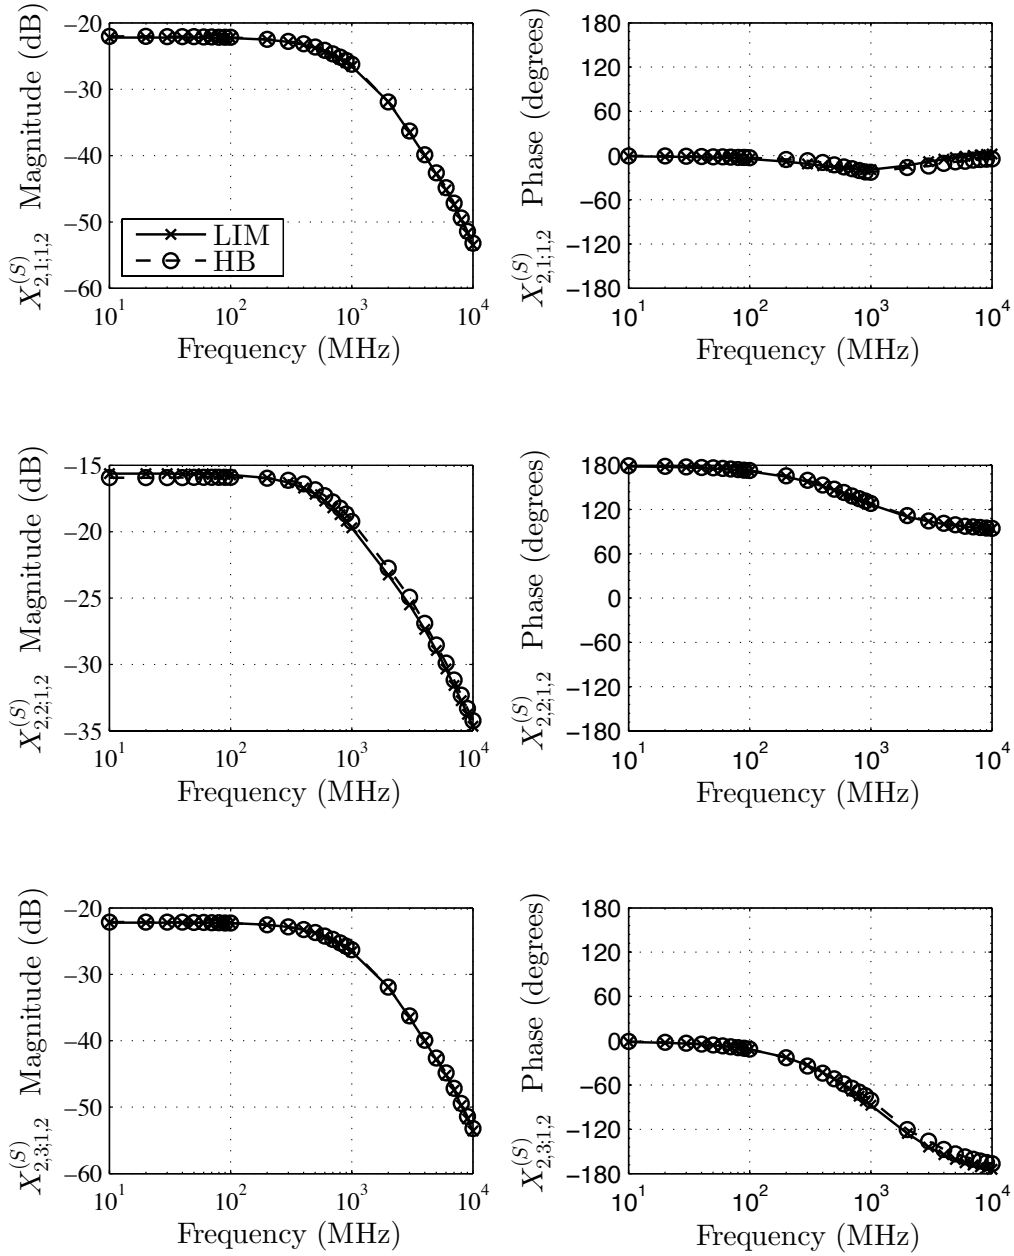 X_{2,1;1,2}^{(S)} Magnitude (dB)
−20
−30
−40
−50
−60
LIM
HB
10^1 10^2 10^3 10^4
Frequency (MHz)
X_{2,1;1,2}^{(S)} Phase (degrees)
180
120
60
0
−60
−120
−180
10^1 10^2 10^3 10^4
Frequency (MHz)
X_{2,2;1,2}^{(S)} Magnitude (dB)
−15
−20
−25
−30
−35
10^1 10^2 10^3 10^4
Frequency (MHz)
X_{2,2;1,2}^{(S)} Phase (degrees)
180
120
60
0
−60
−120
−180
10^1 10^2 10^3 10^4
Frequency (MHz)
X_{2,3;1,2}^{(S)} Magnitude (dB)
−20
−30
−40
−50
−60
10^1 10^2 10^3 10^4
Frequency (MHz)
X_{2,3;1,2}^{(S)} Phase (degrees)
180
120
60
0
−60
−120
−180
10^1 10^2 10^3 10^4
Frequency (MHz)